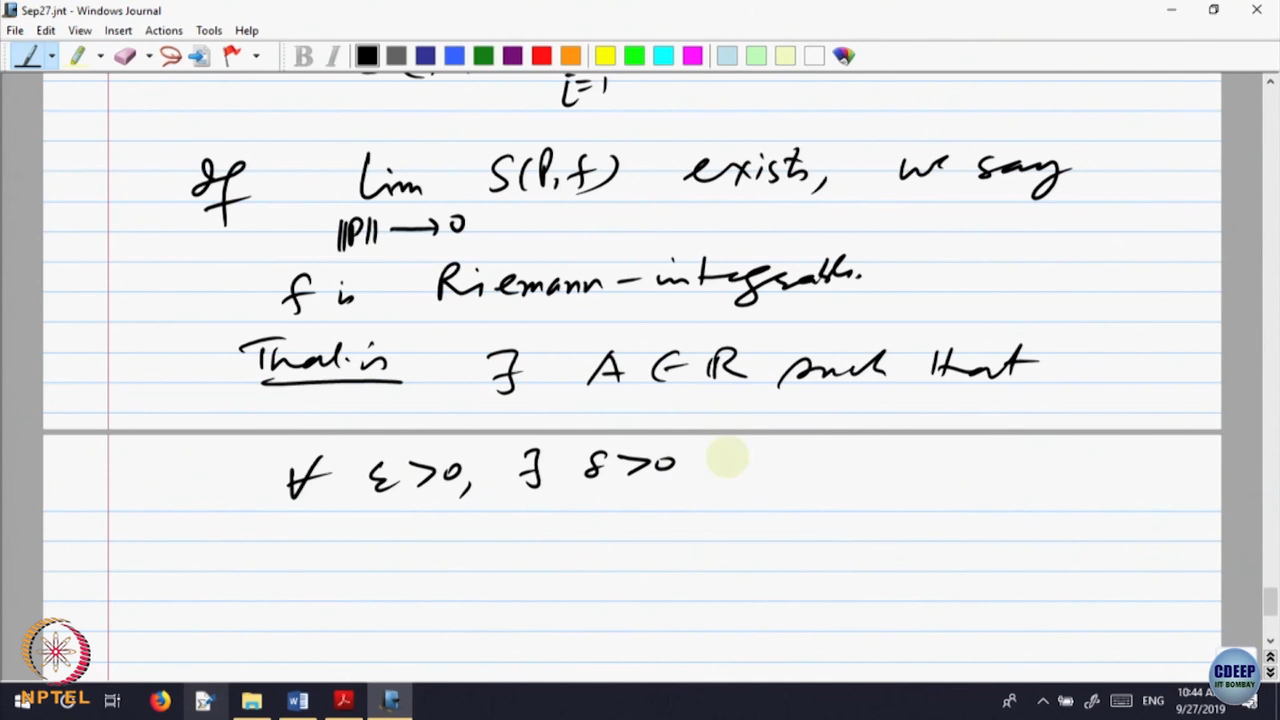 Sep27.jnt - Windows Journal
File Edit View Insert Actions Tools Help
B I
i=1
If lim S(P,f) exists, we say
||P|| → 0
f is Riemann-integrable.
That is ∃ A ∈ ℝ such that
∀ ε>0, ∃ δ>0
NPTEL
CDEEP
IIT BOMBAY
ENG
10:44 A
9/27/2019